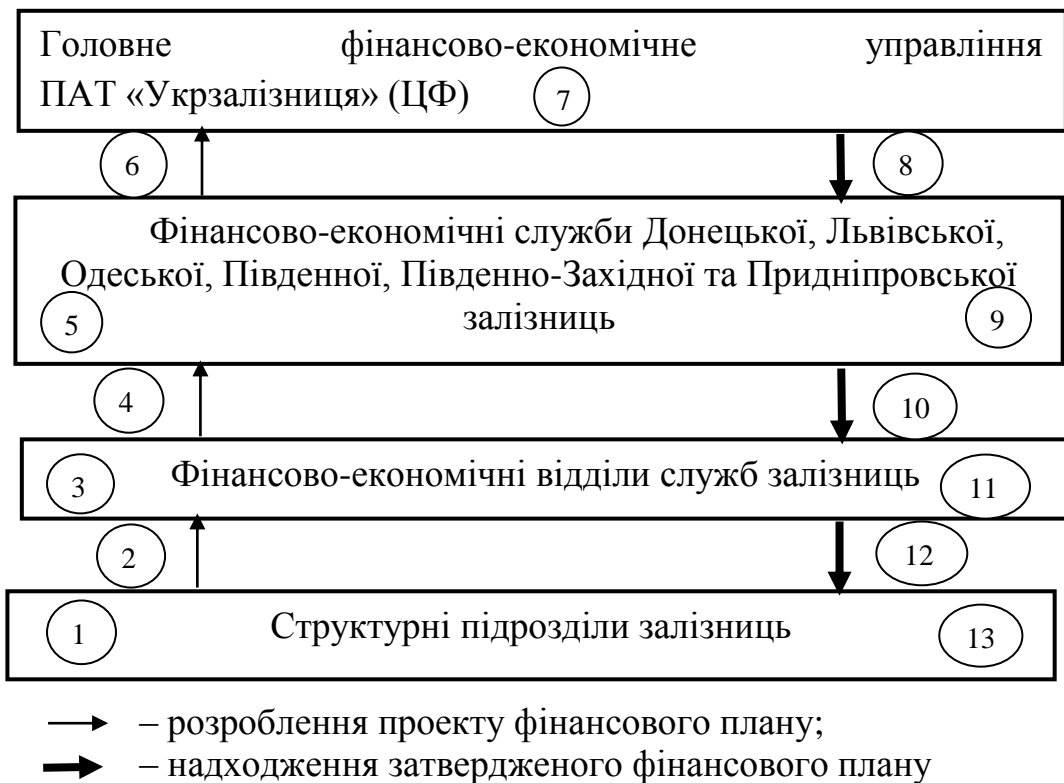 Головне фінансово-економічне управління
ПАТ «Укрзалізниця» (ЦФ) 7
6 8
Фінансово-економічні служби Донецької, Львівської,
Одеської, Південної, Південно-Західної та Придніпровської
5 залізниць 9
4 10
3 Фінансово-економічні відділи служб залізниць 11
2 12
1 Структурні підрозділи залізниць 13
– розроблення проекту фінансового плану;
– надходження затвердженого фінансового плану